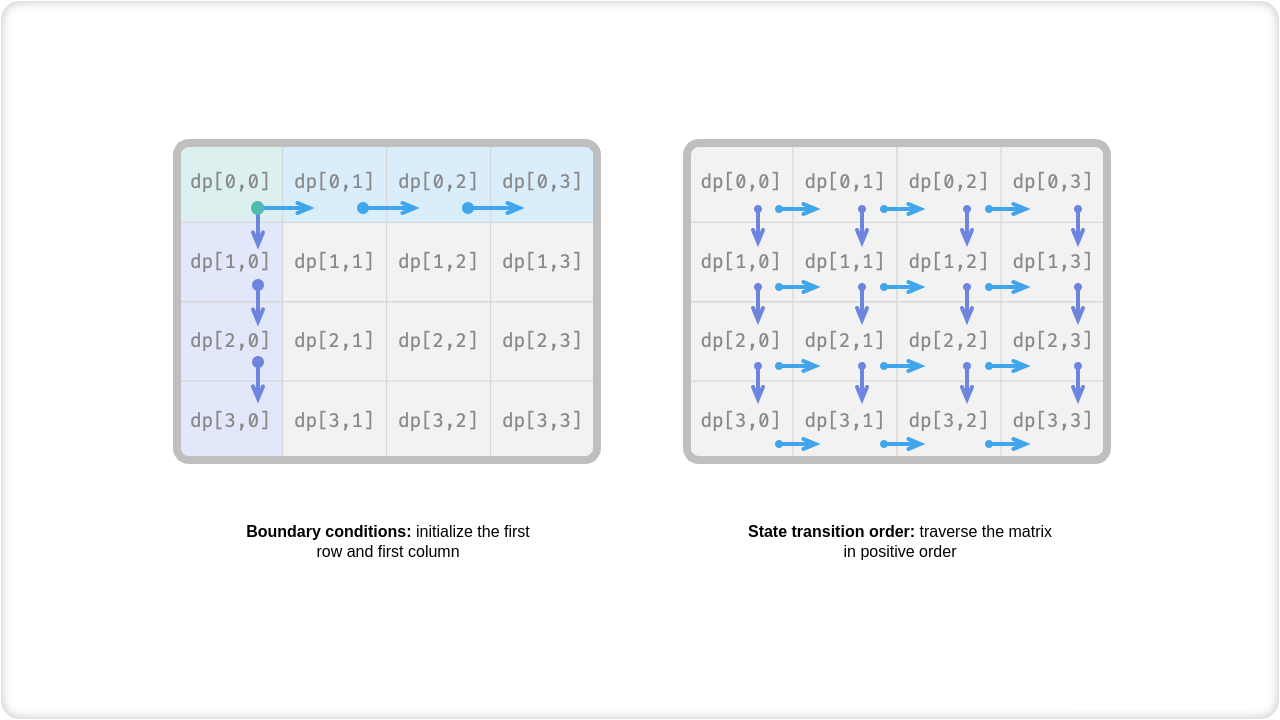 dp[0,0] dp[0,1] dp[0,2] dp[0,3]
dp[1,0] dp[1,1] dp[1,2] dp[1,3]
dp[2,0] dp[2,1] dp[2,2] dp[2,3]
dp[3,0] dp[3,1] dp[3,2] dp[3,3]
Boundary conditions: initialize the first
row and first column
dp[0,0] dp[0,1] dp[0,2] dp[0,3]
dp[1,0] dp[1,1] dp[1,2] dp[1,3]
dp[2,0] dp[2,1] dp[2,2] dp[2,3]
dp[3,0] dp[3,1] dp[3,2] dp[3,3]
State transition order: traverse the matrix
in positive order